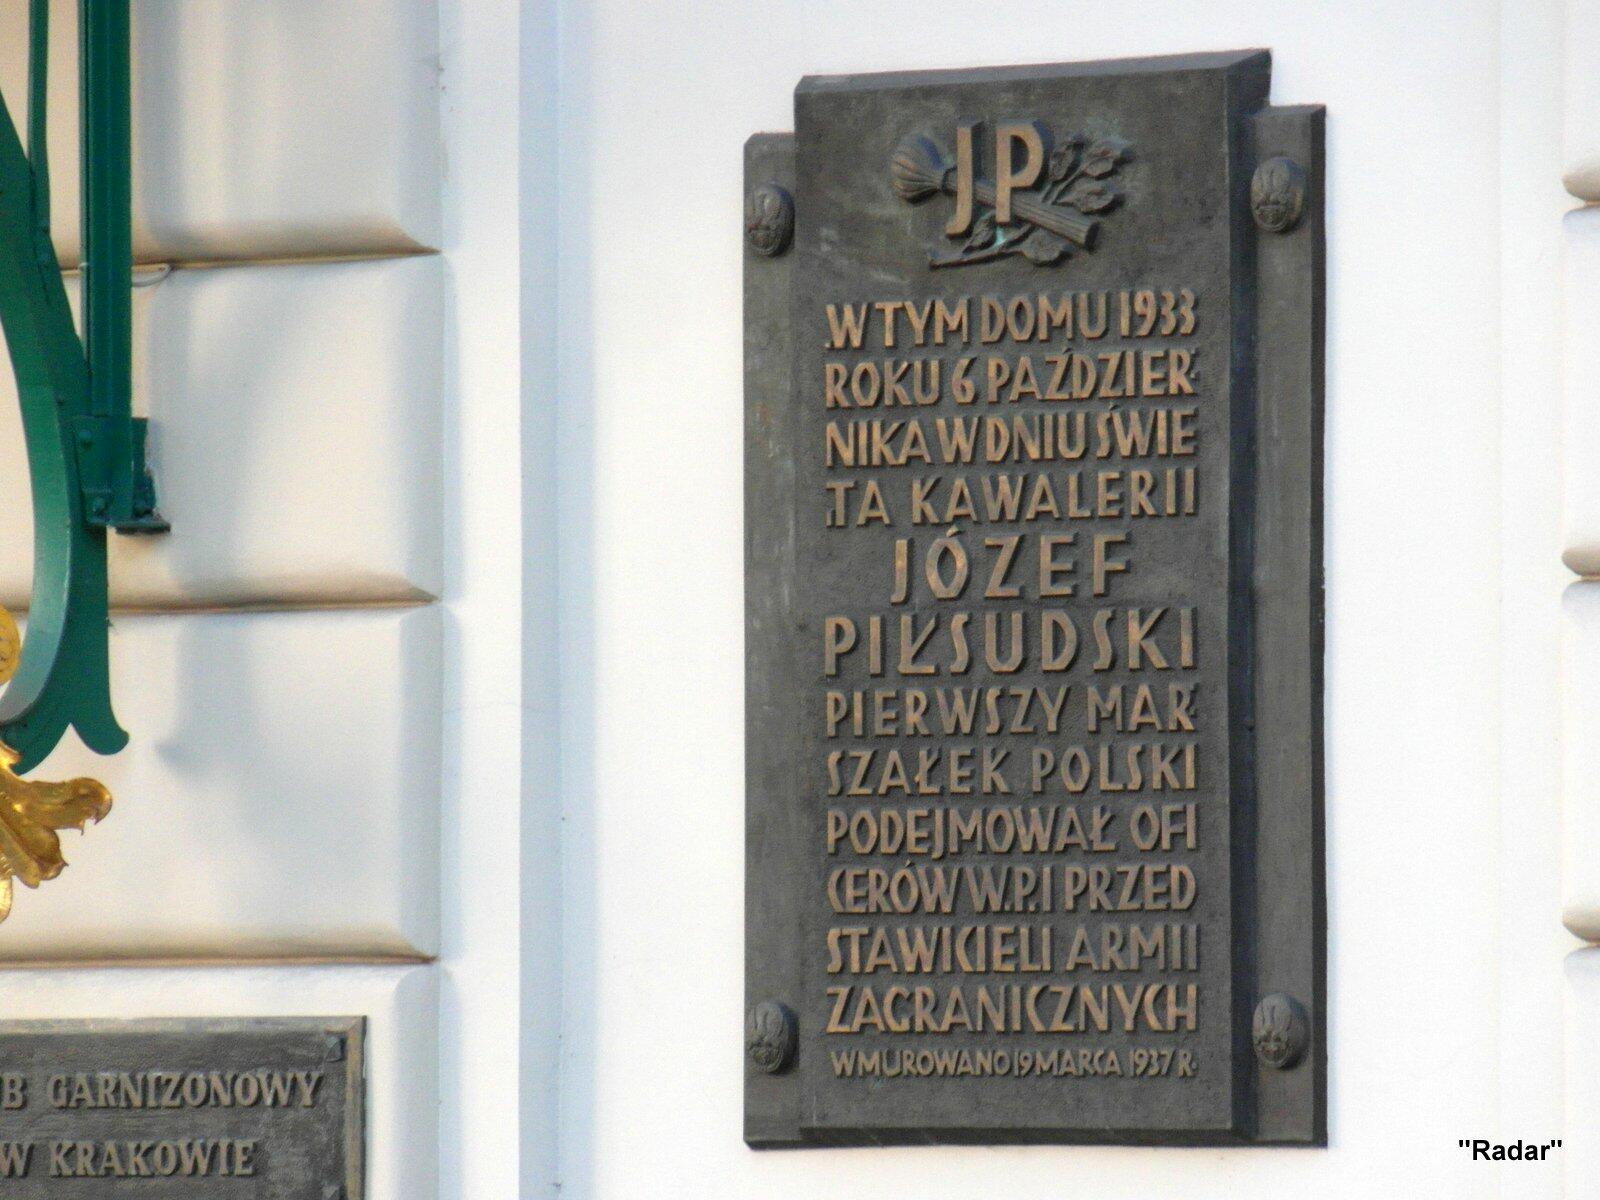 JP
W TYM DOMU 1933
ROKU 6 PAŹDZIER
NIKA W DNIU ŚWIĘ
TA KAWALERII
JÓZEF
PIŁSUDSKI
PIERWSZY MAR
SZAŁEK POLSKI
PODEJMOWAŁ OFI
CERÓW W.P. I PRZED
STAWICIELI ARMII
ZAGRANICZNYCH
WMUROWANO 19 MARCA 1937 R.
B GARNIZONOWY
W KRAKOWIE
"Radar"